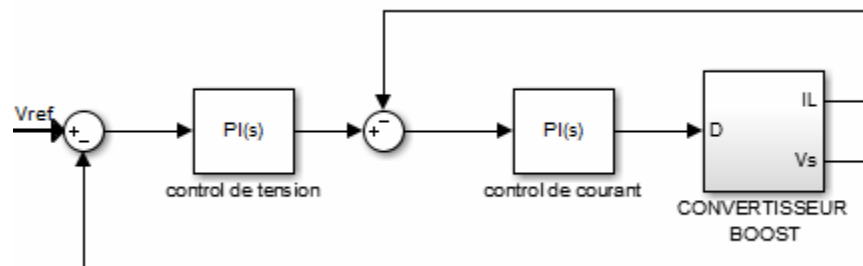 Vref
PI(s)
control de tension
PI(s)
control de courant
D
IL
Vs
CONVERTISSEUR
BOOST